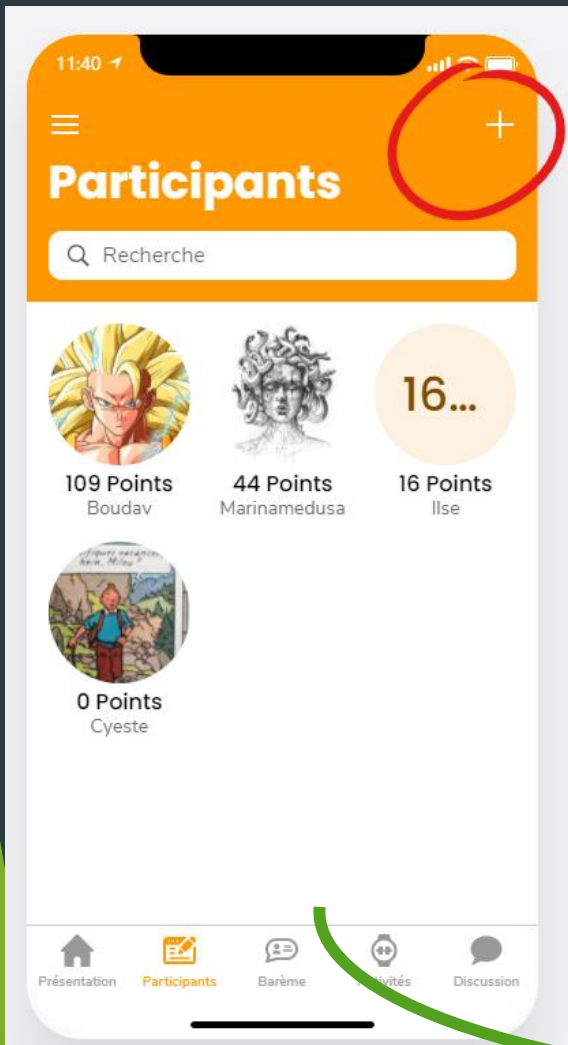 11:40
Participants
Recherche
16...
109 Points
44 Points
16 Points
Boudav
Marinamedusa
Ilse
0 Points
Cyeste
Présentation
Participants
Barème
Activités
Discussion